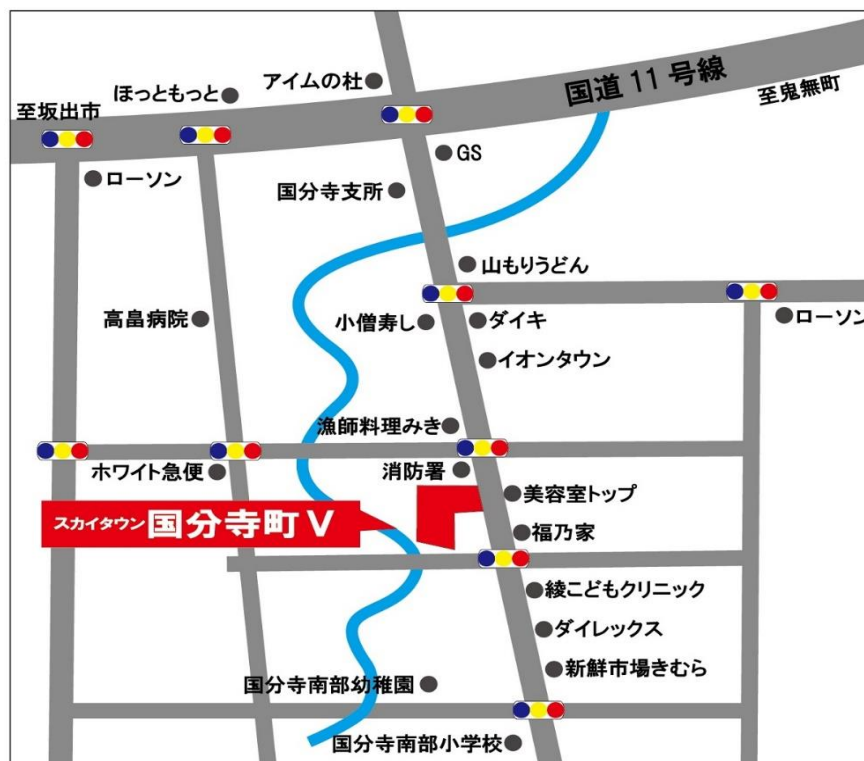 アイムの杜
ほっともっと
国道11号線
至鬼無町
至坂出市
GS
ローソン
国分寺支所
山もりうどん
高畠病院
小僧寿し
ダイキ
ローソン
イオンタウン
漁師料理みき
ホワイト急便
消防署
美容室トップ
スカイタウン 国分寺町Ⅴ
福乃家
綾こどもクリニック
ダイレックス
新鮮市場きむら
国分寺南部幼稚園
国分寺南部小学校